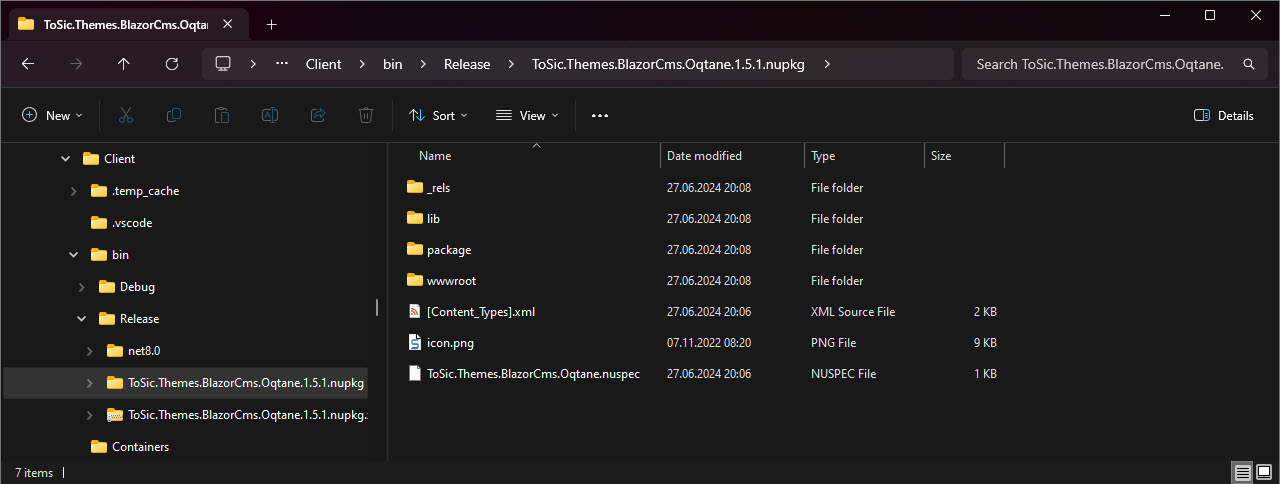 ToSic.Themes.BlazorCms.Oqtan
Client bin Release ToSic.Themes.BlazorCms.Oqtane.1.5.1.nupkg Search ToSic.Themes.BlazorCms.Oqtane.
New Sort View Details
Client
.temp_cache
.vscode
bin
Debug
Release
net8.0
ToSic.Themes.BlazorCms.Oqtane.1.5.1.nupkg
ToSic.Themes.BlazorCms.Oqtane.1.5.1.nupkg.
Containers
Name Date modified Type Size
_rels 27.06.2024 20:08 File folder
lib 27.06.2024 20:08 File folder
package 27.06.2024 20:08 File folder
wwwroot 27.06.2024 20:08 File folder
[Content_Types].xml 27.06.2024 20:06 XML Source File 2 KB
icon.png 07.11.2022 08:20 PNG File 9 KB
ToSic.Themes.BlazorCms.Oqtane.nuspec 27.06.2024 20:06 NUSPEC File 1 KB
7 items